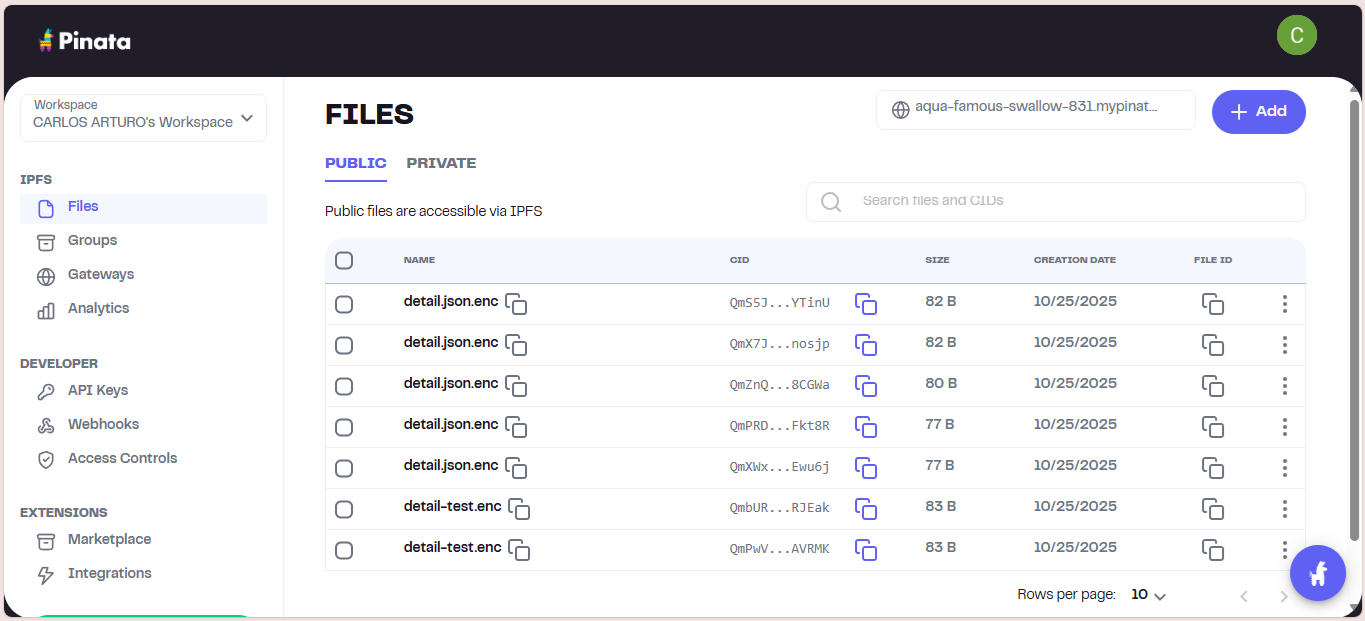 Pinata
C
Workspace
CARLOS ARTURO's Workspace
IPFS
Files
Groups
Gateways
Analytics
DEVELOPER
API Keys
Webhooks
Access Controls
EXTENSIONS
Marketplace
Integrations
FILES
aqua-famous-swallow-831.mypinat...
+ Add
PUBLIC PRIVATE
Public files are accessible via IPFS
Search files and CIDs
NAME CID SIZE CREATION DATE FILE ID
detail.json.enc QmS5J...YTinU 82 B 10/25/2025
detail.json.enc QmX7J...nosjp 82 B 10/25/2025
detail.json.enc QmZnQ...8CGWa 80 B 10/25/2025
detail.json.enc QmPRD...Fkt8R 77 B 10/25/2025
detail.json.enc QmXWx...Ewu6j 77 B 10/25/2025
detail-test.enc QmbUR...RJEak 83 B 10/25/2025
detail-test.enc QmPwV...AVRMK 83 B 10/25/2025
Rows per page: 10